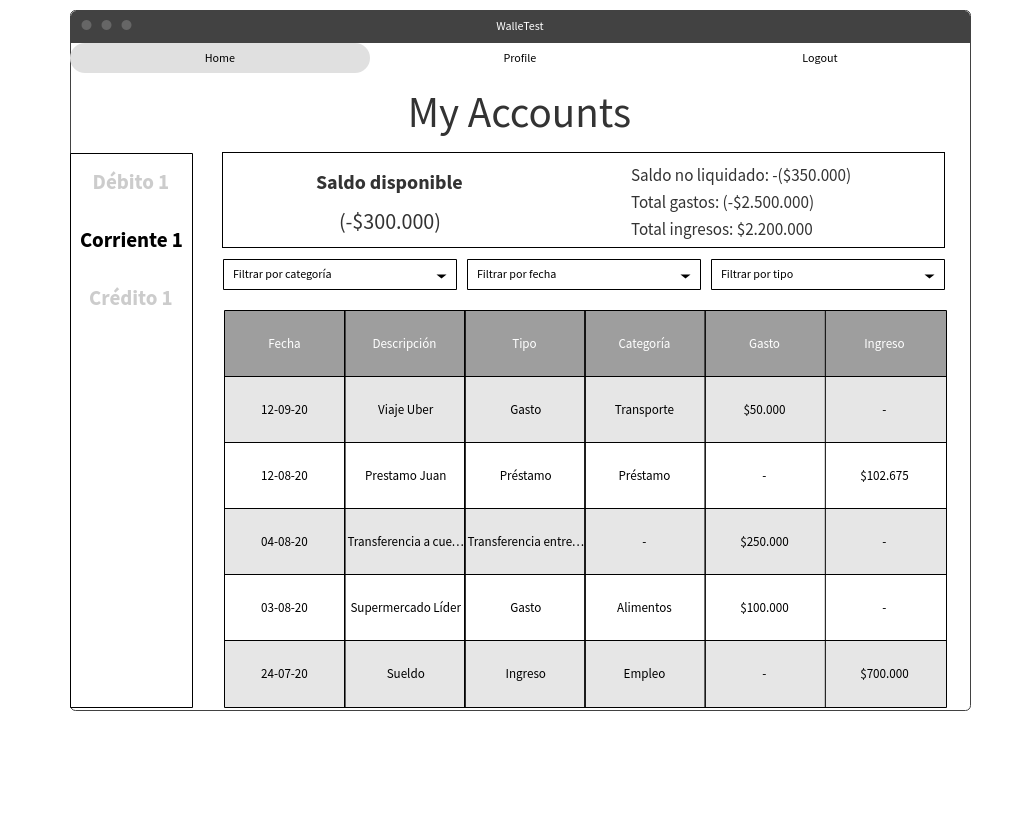 WalleTest
Home Profile Logout
My Accounts
Débito 1
Corriente 1
Crédito 1
Saldo disponible
(-$300.000)
Saldo no liquidado: -($350.000)
Total gastos: (-$2.500.000)
Total ingresos: $2.200.000
Filtrar por categoría Filtrar por fecha Filtrar por tipo
Fecha Descripción Tipo Categoría Gasto Ingreso
12-09-20 Viaje Uber Gasto Transporte $50.000 -
12-08-20 Prestamo Juan Préstamo Préstamo - $102.675
04-08-20 Transferencia a cue... Transferencia entre... - $250.000 -
03-08-20 Supermercado Líder Gasto Alimentos $100.000 -
24-07-20 Sueldo Ingreso Empleo - $700.000